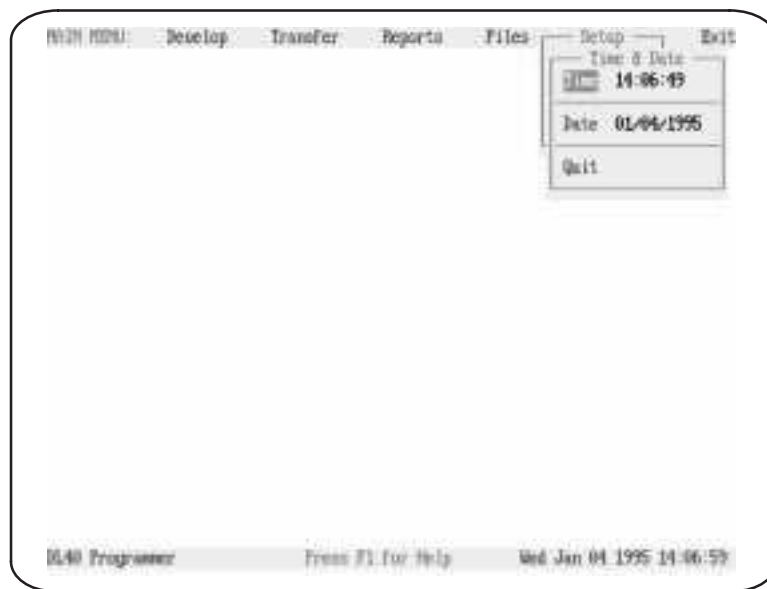 MAIN MENU: Develop Transfer Reports Files Setup Exit
Time & Date
Time 14:06:49
Date 01/04/1995
Quit
DL40 Programmer Press F1 for Help Wed Jan 04 1995 14:06:59